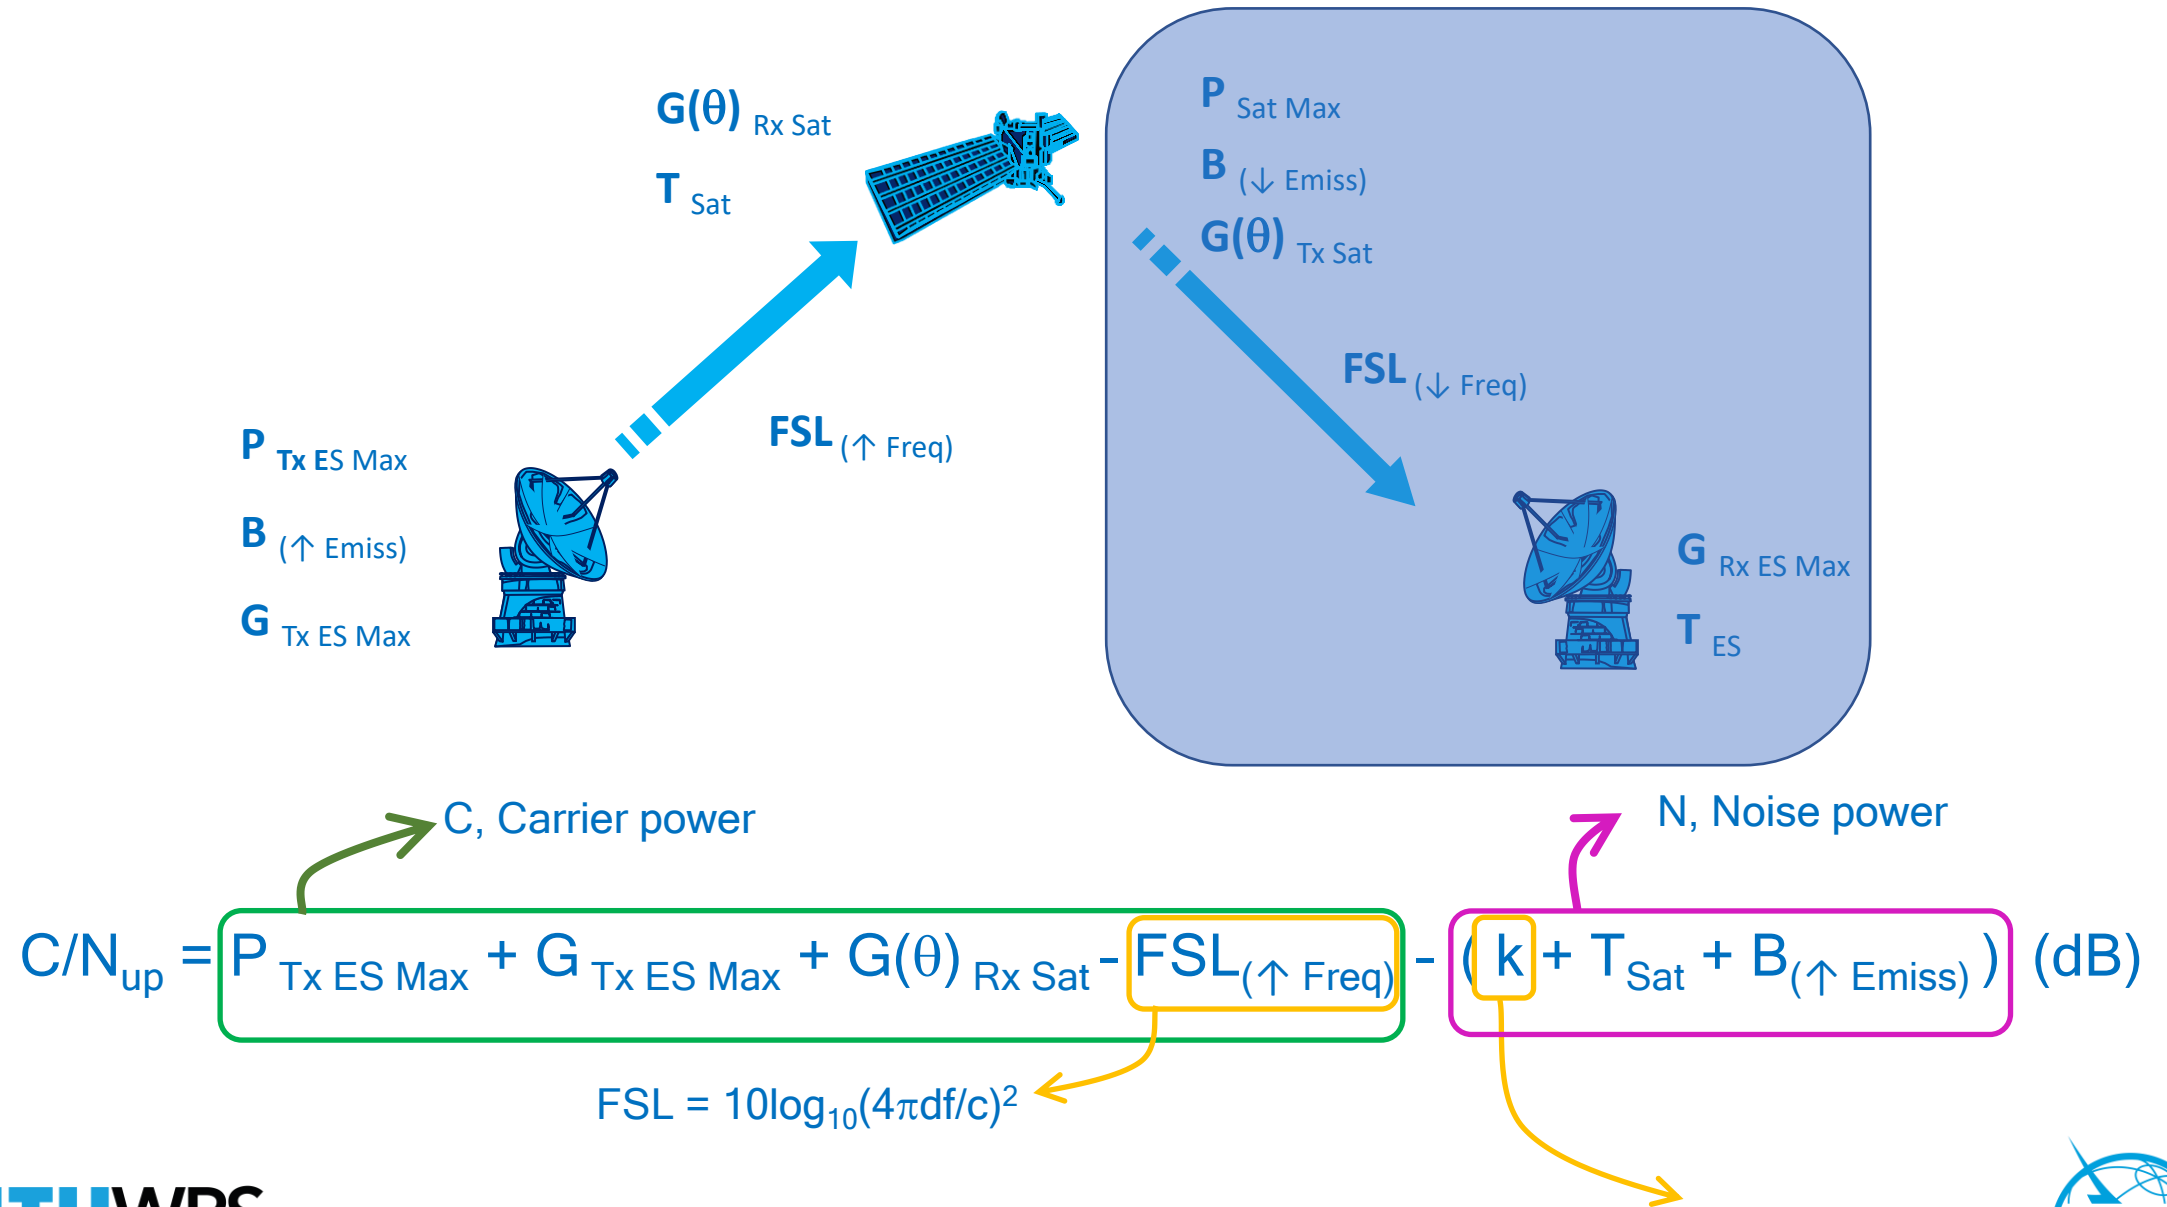 G(θ) Rx Sat
T Sat
P Sat Max
B (↓ Emiss)
G(θ) Tx Sat
FSL (↓ Freq)
FSL (↑ Freq)
P Tx ES Max
B (↑ Emiss)
G Tx ES Max
G Rx ES Max
T ES
C, Carrier power
N, Noise power
C/Nup = P Tx ES Max + G Tx ES Max + G(θ) Rx Sat - FSL(↑ Freq) - ( k + TSat + B(↑ Emiss) ) (dB)
FSL = 10log10(4πdf/c)2
ITUWRS